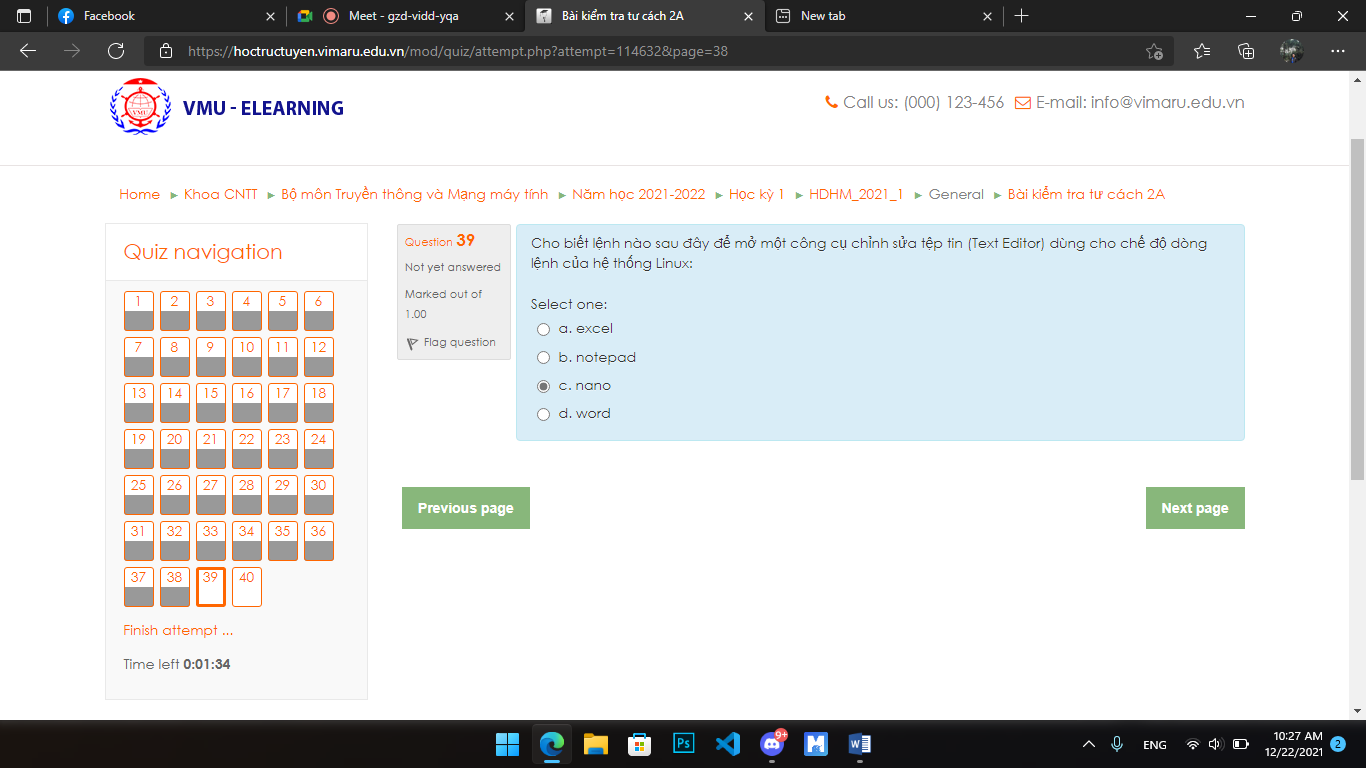 Facebook
Meet - gzd-vidd-yqa
Bài kiểm tra tư cách 2A
New tab
https://hoctructuyen.vimaru.edu.vn/mod/quiz/attempt.php?attempt=114632&page=38
VMU
VMU - ELEARNING
Call us: (000) 123-456
E-mail: info@vimaru.edu.vn
Home ► Khoa CNTT ► Bộ môn Truyền thông và Mạng máy tính ► Năm học 2021-2022 ► Học kỳ 1 ► HDHM_2021_1 ► General ► Bài kiểm tra tư cách 2A
Quiz navigation
1 2 3 4 5 6
7 8 9 10 11 12
13 14 15 16 17 18
19 20 21 22 23 24
25 26 27 28 29 30
31 32 33 34 35 36
37 38 39 40
Finish attempt ...
Time left 0:01:34
Question 39
Not yet answered
Marked out of
1.00
Flag question
Cho biết lệnh nào sau đây để mở một công cụ chỉnh sửa tệp tin (Text Editor) dùng cho chế độ dòng
lệnh của hệ thống Linux:
Select one:
a. excel
b. notepad
c. nano
d. word
Previous page
Next page
Ps
9+
ENG
10:27 AM
12/22/2021
2